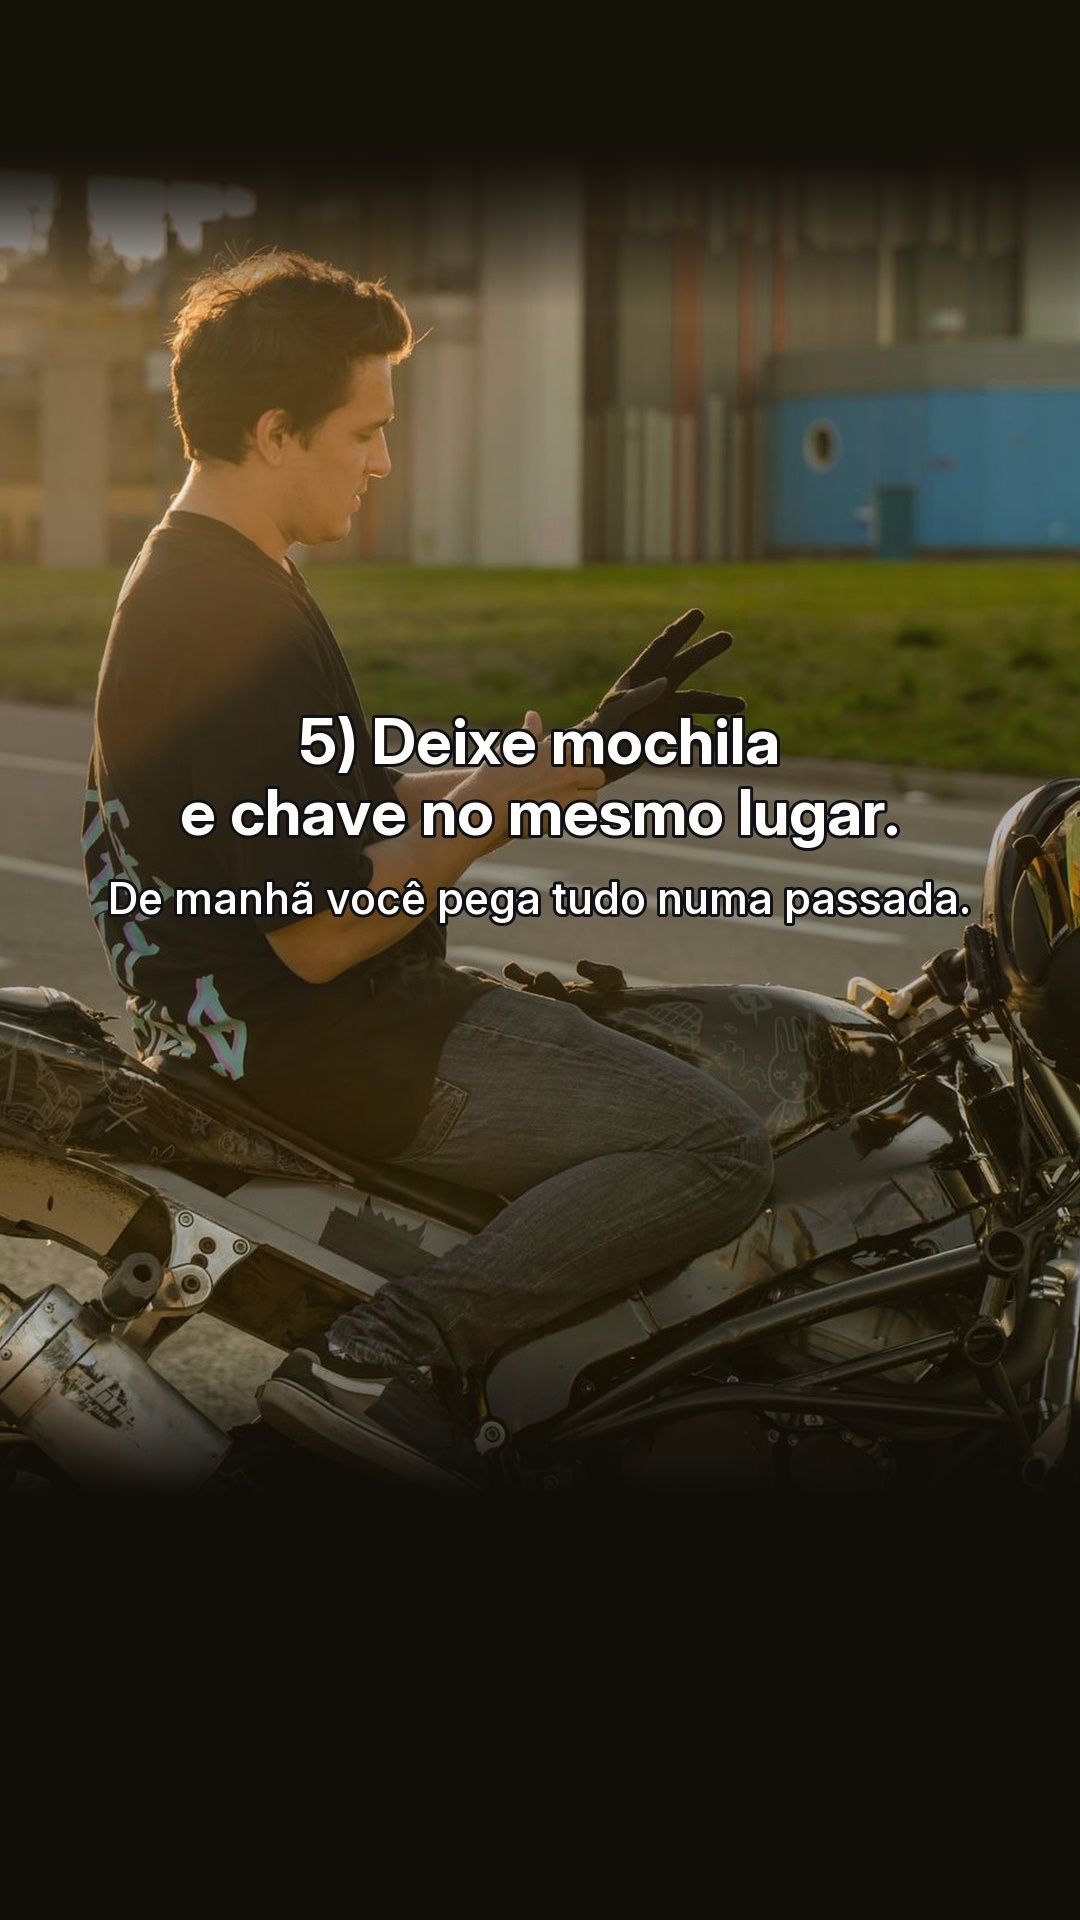 5) Deixe mochila
e chave no mesmo lugar.
De manhã você pega tudo numa passada.